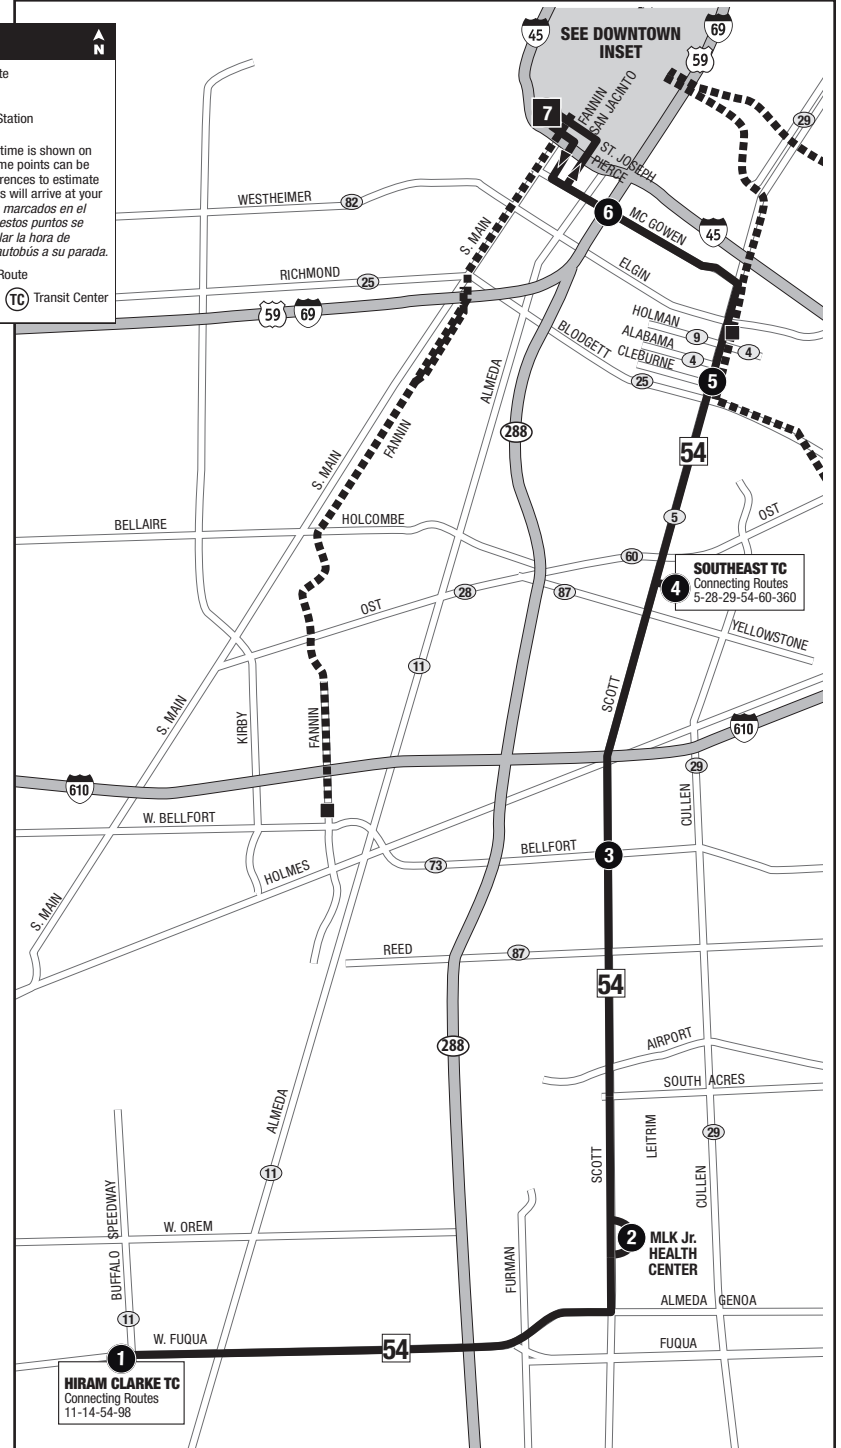 N
te
Station
time is shown on
me points can be
rences to estimate
s will arrive at your
marcados en el
estos puntos se
lar la hora de
autobús a su parada.
Route
TC Transit Center
45
SEE DOWNTOWN
INSET
69
59
29
7
FANNIN
SAN JACINTO
ST. JOSEPH
PIERCE
WESTHEIMER
82
S. MAIN
6
MC GOWEN
45
ELGIN
RICHMOND
25
59
69
HOLMAN
9
ALABAMA
4
4
CLEBURNE
BLODGETT
25
5
ALMEDA
288
54
FANNIN
S. MAIN
BELLAIRE
HOLCOMBE
5
OST
60
SOUTHEAST TC
Connecting Routes
5-28-29-54-60-360
4
28
87
OST
YELLOWSTONE
11
SCOTT
S. MAIN
KIRBY
FANNIN
610
29
610
CULLEN
W. BELLFORT
BELLFORT
3
73
HOLMES
S. MAIN
REED
87
54
288
AIRPORT
SOUTH ACRES
ALMEDA
LEITRIM
29
SCOTT
11
CULLEN
BUFFALO SPEEDWAY
W. OREM
2
MLK Jr.
HEALTH
CENTER
FURMAN
ALMEDA GENOA
11
W. FUQUA
54
FUQUA
1
HIRAM CLARKE TC
Connecting Routes
11-14-54-98